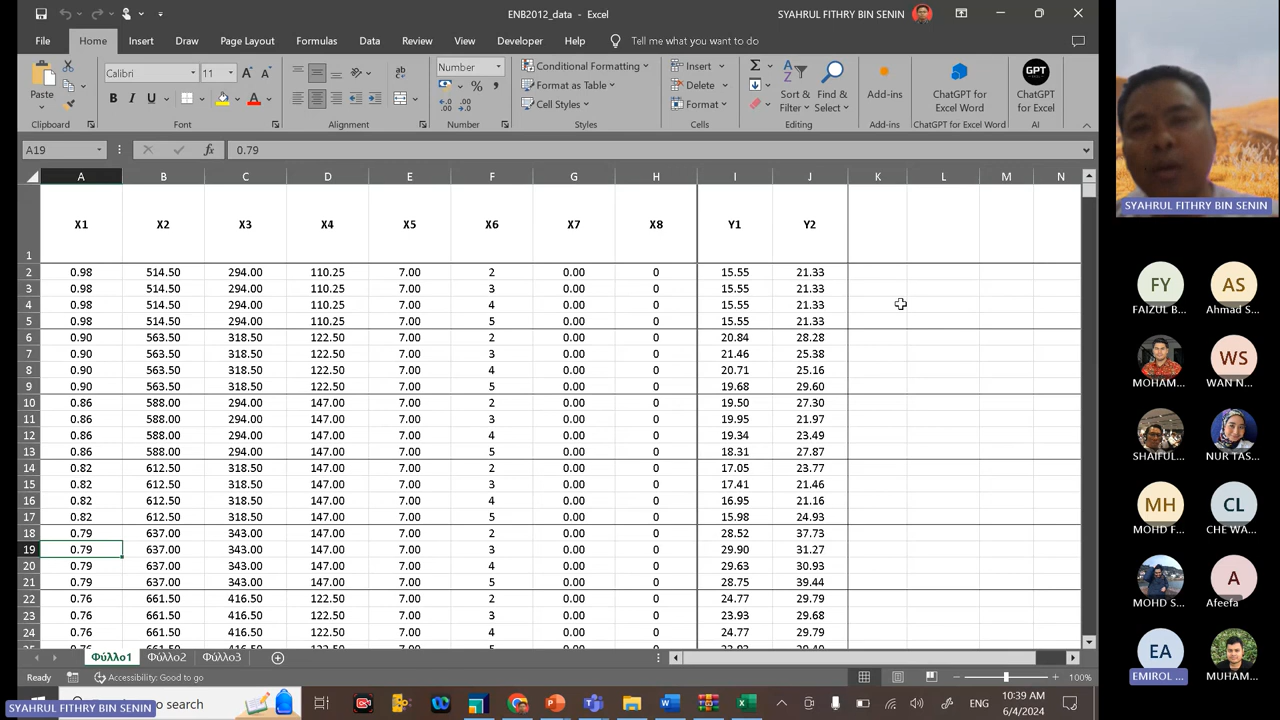 ENB2012_data - Excel
SYAHRUL FITHRY BIN SENIN
File Home Insert Draw Page Layout Formulas Data Review View Developer Help Tell me what you want to do
Paste
Calibri 11
B I U
ab
Number
% ,
Conditional Formatting
Format as Table
Cell Styles
Insert
Delete
Format
Sort & Filter
Find & Select
Add-ins
ChatGPT for Excel Word
GPT
ChatGPT for Excel
Clipboard Font Alignment Number Styles Cells Editing Add-ins ChatGPT for Excel Word AI
A19 fx 0.79
A B C D E F G H I J K L M N
1 X1 X2 X3 X4 X5 X6 X7 X8 Y1 Y2
2 0.98 514.50 294.00 110.25 7.00 2 0.00 0 15.55 21.33
3 0.98 514.50 294.00 110.25 7.00 3 0.00 0 15.55 21.33
4 0.98 514.50 294.00 110.25 7.00 4 0.00 0 15.55 21.33
5 0.98 514.50 294.00 110.25 7.00 5 0.00 0 15.55 21.33
6 0.90 563.50 318.50 122.50 7.00 2 0.00 0 20.84 28.28
7 0.90 563.50 318.50 122.50 7.00 3 0.00 0 21.46 25.38
8 0.90 563.50 318.50 122.50 7.00 4 0.00 0 20.71 25.16
9 0.90 563.50 318.50 122.50 7.00 5 0.00 0 19.68 29.60
10 0.86 588.00 294.00 147.00 7.00 2 0.00 0 19.50 27.30
11 0.86 588.00 294.00 147.00 7.00 3 0.00 0 19.95 21.97
12 0.86 588.00 294.00 147.00 7.00 4 0.00 0 19.34 23.49
13 0.86 588.00 294.00 147.00 7.00 5 0.00 0 18.31 27.87
14 0.82 612.50 318.50 147.00 7.00 2 0.00 0 17.05 23.77
15 0.82 612.50 318.50 147.00 7.00 3 0.00 0 17.41 21.46
16 0.82 612.50 318.50 147.00 7.00 4 0.00 0 16.95 21.16
17 0.82 612.50 318.50 147.00 7.00 5 0.00 0 15.98 24.93
18 0.79 637.00 343.00 147.00 7.00 2 0.00 0 28.52 37.73
19 0.79 637.00 343.00 147.00 7.00 3 0.00 0 29.90 31.27
20 0.79 637.00 343.00 147.00 7.00 4 0.00 0 29.63 30.93
21 0.79 637.00 343.00 147.00 7.00 5 0.00 0 28.75 39.44
22 0.76 661.50 416.50 122.50 7.00 2 0.00 0 24.77 29.79
23 0.76 661.50 416.50 122.50 7.00 3 0.00 0 23.93 29.68
24 0.76 661.50 416.50 122.50 7.00 4 0.00 0 24.77 29.79
Φύλλο1 Φύλλο2 Φύλλο3
Ready Accessibility: Good to go 100%
SYAHRUL FITHRY BIN SENIN
o search
ENG
10:39 AM
6/4/2024
SYAHRUL FITHRY BIN SENIN
FY AS
FAIZUL B... Ahmad S...
WS
MOHAM... WAN N...
SHAIFUL... NUR TAS...
MH CL
MOHD F... CHE WA...
A
MOHD S... Afeefa
EA
EMIROL ... MUHAM...